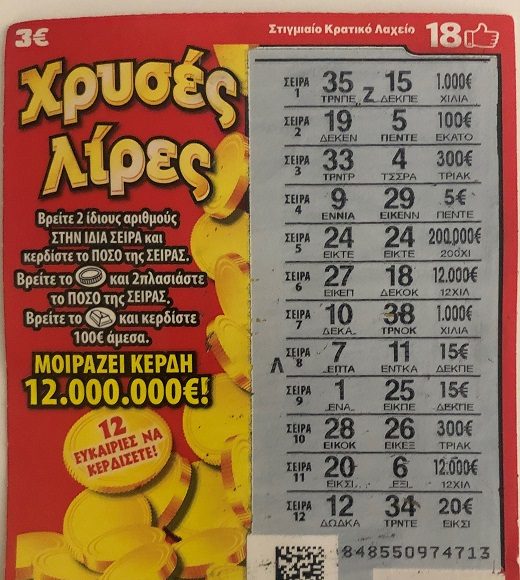 3€
Στιγμιαίο Κρατικό Λαχείο
18
Χρυσές
Λίρες
Βρείτε 2 ίδιους αριθμούς
ΣΤΗΝ ΙΔΙΑ ΣΕΙΡΑ και
κερδίστε το ΠΟΣΟ της ΣΕΙΡΑΣ.
Βρείτε το και 2πλασιάστε
το ΠΟΣΟ της ΣΕΙΡΑΣ.
Βρείτε το και κερδίστε
100€ άμεσα.
ΜΟΙΡΑΖΕΙ ΚΕΡΔΗ
12.000.000€!
12
ΕΥΚΑΙΡΙΕΣ ΝΑ
ΚΕΡΔΙΣΕΤΕ!
ΣΕΙΡΑ 35 15 1.000€
1 ΤΡΝΠΕ Z ΔΕΚΠΕ ΧΙΛΙΑ
ΣΕΙΡΑ 19 5 100€
2 ΔΕΚΕΝ ΠΕΝΤΕ ΕΚΑΤΟ
ΣΕΙΡΑ 33 4 300€
3 ΤΡΝΤΡ ΤΣΣΡΑ ΤΡΙΑΚ
ΣΕΙΡΑ 9 29 5€
4 ΕΝΝΙΑ ΕΙΚΕΝΝ ΠΕΝΤΕ
ΣΕΙΡΑ 24 24 200.000€
5 ΕΙΚΤΕ ΕΙΚΤΕ 200ΧΙ
ΣΕΙΡΑ 27 18 12.000€
6 ΕΙΚΕΠ ΔΕΚΟΚ 12ΧΙΛ
ΣΕΙΡΑ 10 38 1.000€
7 ΔΕΚΑ ΤΡΝΟΚ ΧΙΛΙΑ
ΣΕΙΡΑ 7 11 15€
Λ 8 ΕΠΤΑ ΕΝΤΚΑ ΔΕΚΠΕ
ΣΕΙΡΑ 1 25 15€
9 ΕΝΑ ΕΙΚΠΕ ΔΕΚΠΕ
ΣΕΙΡΑ 28 26 300€
10 ΕΙΚΟΚ ΕΙΚΕΞ ΤΡΙΑΚ
ΣΕΙΡΑ 20 6 12.000€
11 ΕΙΚΣΙ ΕΞΙ 12ΧΙΛ
ΣΕΙΡΑ 12 34 20€
12 ΔΩΔΚΑ ΤΡΝΤΕ ΕΙΚΣΙ
848550974713